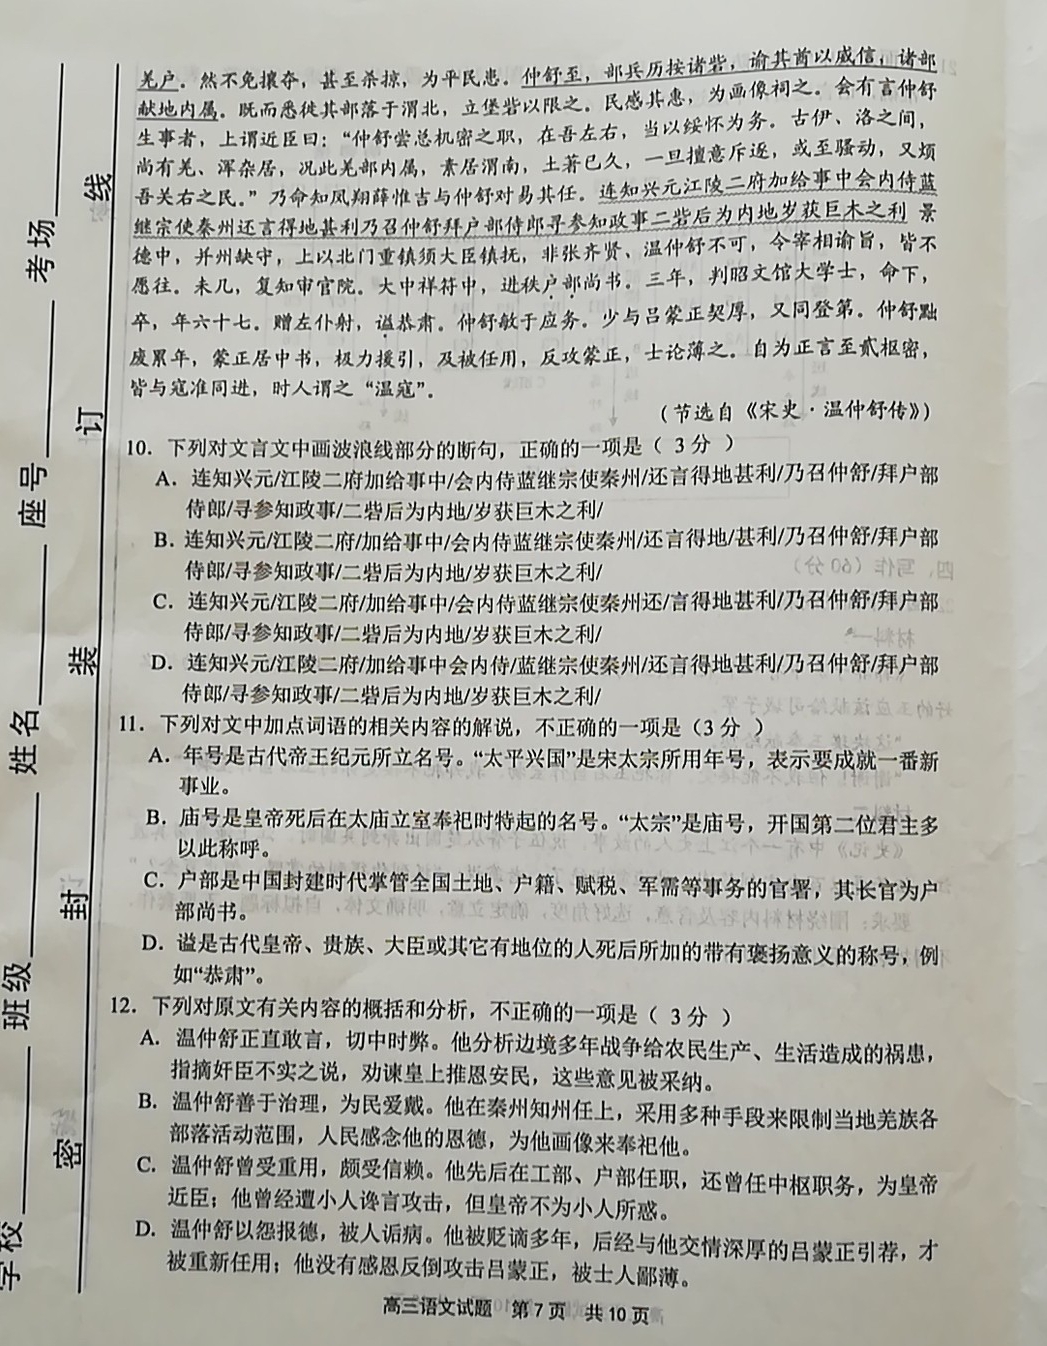 羌户。然不免攘夺，甚至杀掠，为平民患。仲舒至，部兵历按诸砦，谕其酋以威信，诸部
献地内属。既而悉徙其部落于渭北，立堡砦以限之。民感其惠，为画像祠之。会有言仲舒
生事者，上谓近臣曰：“仲舒尝总机密之职，在吾左右，当以绥怀为务。古伊、洛之间，
尚有羌、浑杂居，况此羌部内属，素居渭南，土著已久，一旦擅意斥逐，或至骚动，又烦
吾关右之民。”乃命知凤翔薛惟吉与仲舒对易其任。连知兴元江陵二府加给事中会内侍蓝
继宗使秦州还言得地甚利乃召仲舒拜户部侍郎寻参知政事二砦后为内地岁获巨木之利 景
德中，并州缺守，上以北门重镇须大臣镇抚，非张齐贤、温仲舒不可，令宰相谕旨，皆不
愿往。未几，复知审官院。大中祥符中，进秩户部尚书。三年，判昭文馆大学士，命下，
卒，年六十七。赠左仆射，谥恭肃。仲舒敏于应务。少与吕蒙正契厚，又同登第。仲舒黜
废累年，蒙正居中书，极力援引，及被任用，反攻蒙正，士论薄之。自为正言至贰枢密，
皆与寇准同进，时人谓之“温寇”。
（节选自《宋史·温仲舒传》）
10．下列对文言文中画波浪线部分的断句，正确的一项是（ 3分 ）
A．连知兴元/江陵二府加给事中/会内侍蓝继宗使秦州/还言得地甚利/乃召仲舒/拜户部
侍郎/寻参知政事/二砦后为内地/岁获巨木之利/
B．连知兴元/江陵二府/加给事中/会内侍蓝继宗使秦州/还言得地/甚利/乃召仲舒/拜户部
侍郎/寻参知政事/二砦后为内地/岁获巨木之利/
C．连知兴元/江陵二府/加给事中/会内侍蓝继宗使秦州还/言得地甚利/乃召仲舒/拜户部
侍郎/寻参知政事/二砦后为内地/岁获巨木之利/
D．连知兴元/江陵二府/加给事中会内侍/蓝继宗使秦州/还言得地甚利/乃召仲舒/拜户部
侍郎/寻参知政事/二砦后为内地/岁获巨木之利/
11．下列对文中加点词语的相关内容的解说，不正确的一项是（3分 ）
A．年号是古代帝王纪元所立名号。“太平兴国”是宋太宗所用年号，表示要成就一番新
事业。
B．庙号是皇帝死后在太庙立室奉祀时特起的名号。“太宗”是庙号，开国第二位君主多
以此称呼。
C．户部是中国封建时代掌管全国土地、户籍、赋税、军需等事务的官署，其长官为户
部尚书。
D．谥是古代皇帝、贵族、大臣或其它有地位的人死后所加的带有褒扬意义的称号，例
如“恭肃”。
12．下列对原文有关内容的概括和分析，不正确的一项是（ 3分 ）
A．温仲舒正直敢言，切中时弊。他分析边境多年战争给农民生产、生活造成的祸患，
指摘奸臣不实之说，劝谏皇上推恩安民，这些意见被采纳。
B．温仲舒善于治理，为民爱戴。他在秦州知州任上，采用多种手段来限制当地羌族各
部落活动范围，人民感念他的恩德，为他画像来奉祀他。
C．温仲舒曾受重用，颇受信赖。他先后在工部、户部任职，还曾任中枢职务，为皇帝
近臣；他曾经遭小人谗言攻击，但皇帝不为小人所惑。
D．温仲舒以怨报德，被人诟病。他被贬谪多年，后经与他交情深厚的吕蒙正引荐，才
被重新任用；他没有感恩反倒攻击吕蒙正，被士人鄙薄。
高三语文试题 第 7 页 共 10 页
学校 班级 姓名 座号 考场
密 封 装 订 线